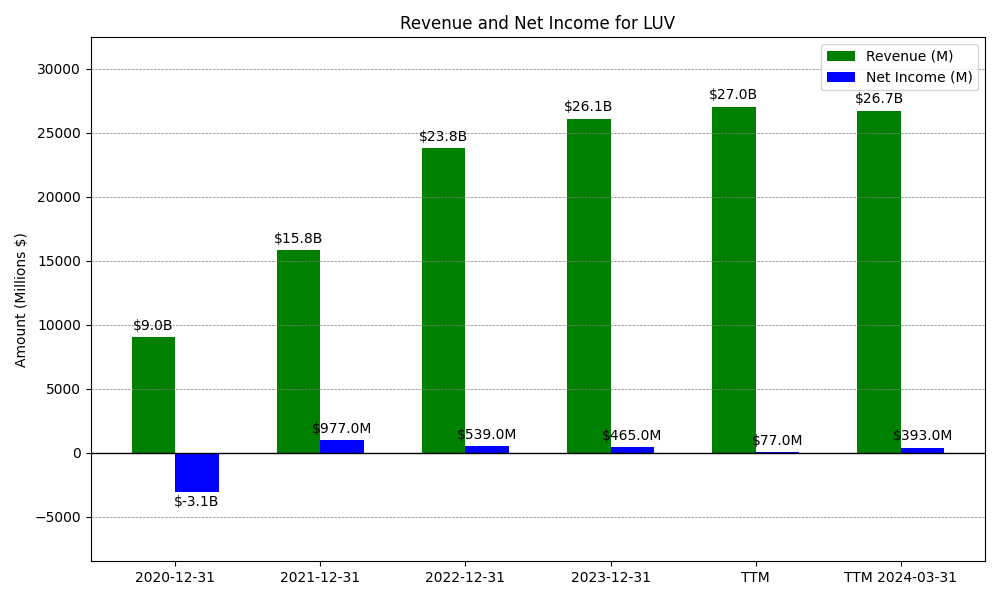 Revenue and Net Income for LUV
Revenue (M)
Net Income (M)
Amount (Millions $)
30000
25000
20000
15000
10000
5000
0
−5000
$9.0B
$-3.1B
$15.8B
$977.0M
$23.8B
$539.0M
$26.1B
$465.0M
$27.0B
$77.0M
$26.7B
$393.0M
2020-12-31
2021-12-31
2022-12-31
2023-12-31
TTM
TTM 2024-03-31